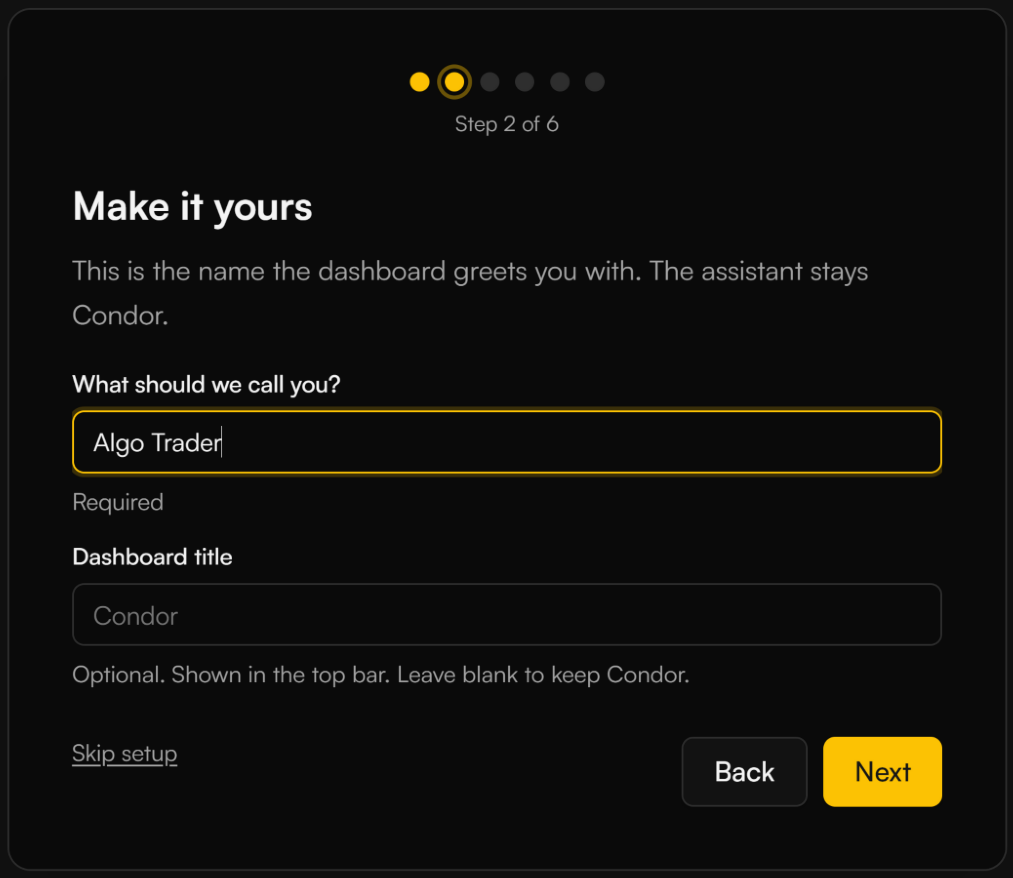 Step 2 of 6
Make it yours
This is the name the dashboard greets you with. The assistant stays
Condor.
What should we call you?
Algo Trader
Required
Dashboard title
Condor
Optional. Shown in the top bar. Leave blank to keep Condor.
Skip setup
Back
Next